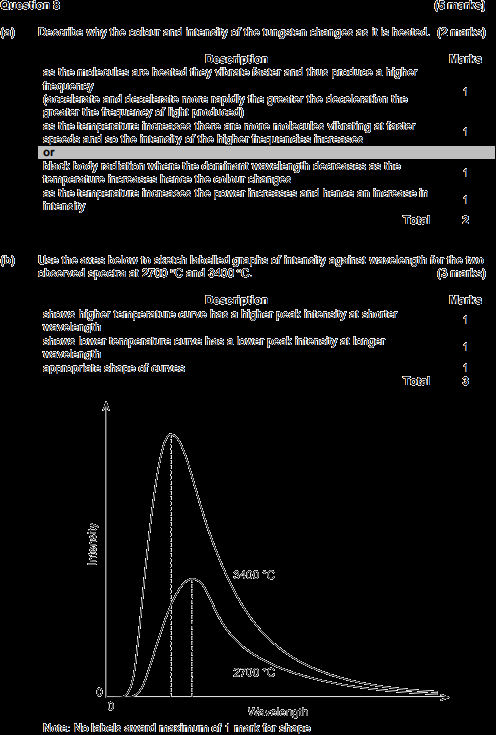 Question 8 (5 marks)
(a) Describe why the colour and intensity of the tungsten changes as it is heated. (2 marks)
Description Marks
as the molecules are heated they vibrate faster and thus produce a higher
frequency
(accelerate and decelerate more rapidly the greater the deceleration the
greater the frequency of light produced)
1
as the temperature increases there are more molecules vibrating at faster
speeds and so the intensity of the higher frequencies increases
1
or
black body radiation where the dominant wavelength decreases as the
temperature increases hence the colour changes
1
as the temperature increases the power increases and hence an increase in
intensity
1
Total 2
(b) Use the axes below to sketch labelled graphs of intensity against wavelength for the two
observed spectra at 2700 °C and 3400 °C. (3 marks)
Description Marks
shows higher temperature curve has a higher peak intensity at shorter
wavelength
1
shows lower temperature curve has a lower peak intensity at longer
wavelength
1
appropriate shape of curves 1
Total 3
Intensity
3400 °C
2700 °C
0
0
Wavelength
Note: No labels award maximum of 1 mark for shape